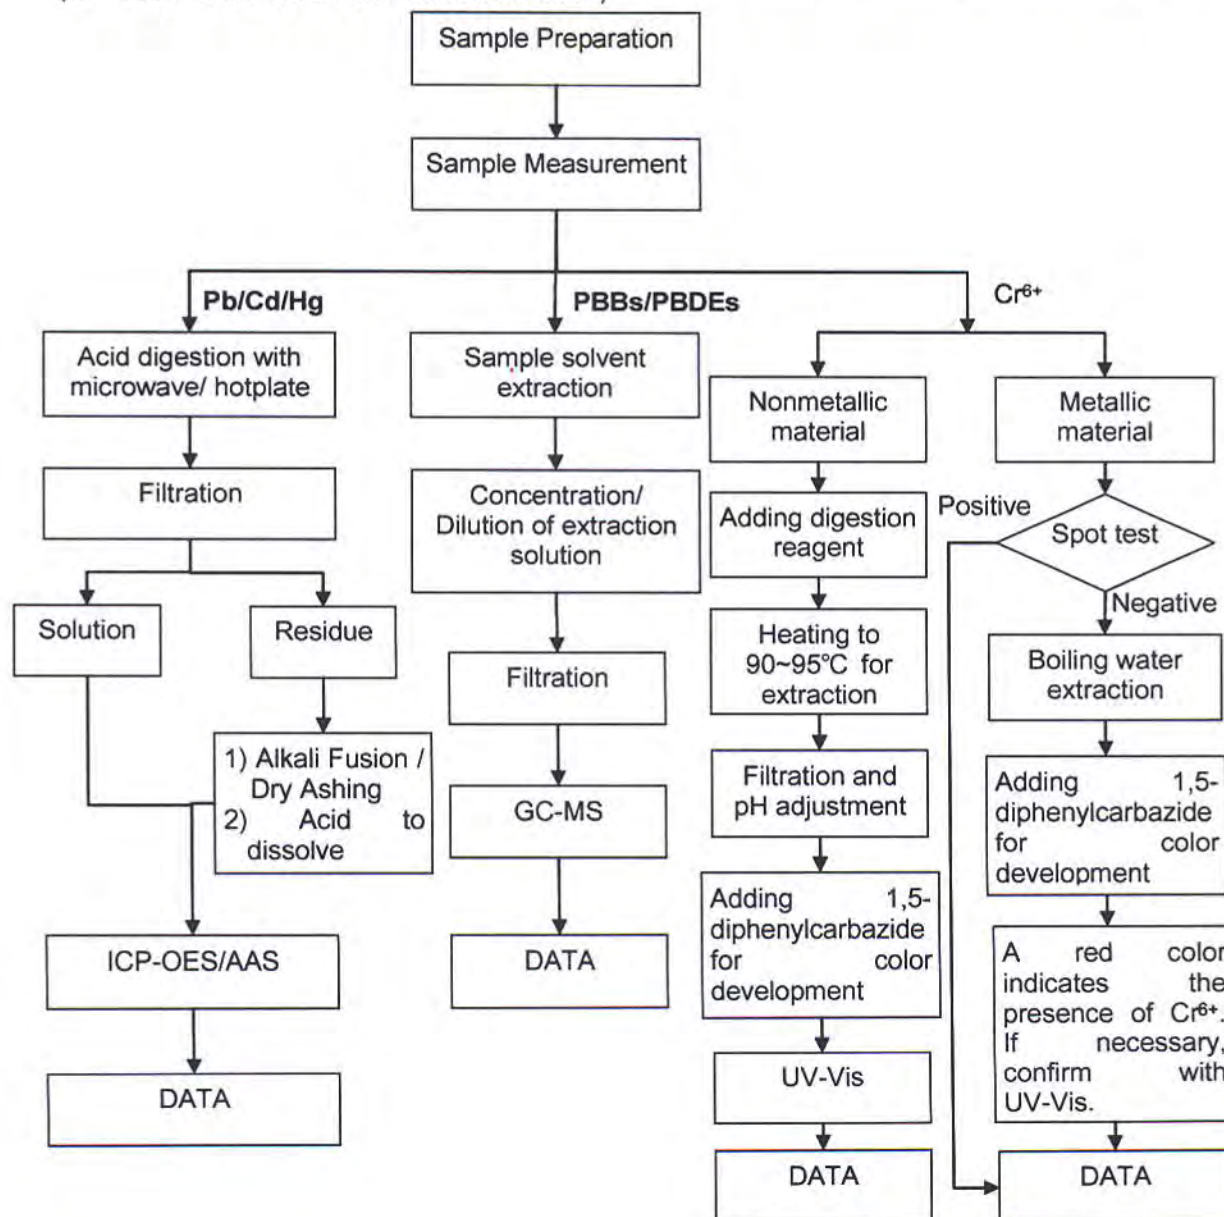 Sample Preparation
Sample Measurement
Pb/Cd/Hg
PBBs/PBDEs
Cr⁶⁺
Acid digestion with
microwave/ hotplate
Filtration
Solution
Residue
1) Alkali Fusion /
Dry Ashing
2) Acid to
dissolve
ICP-OES/AAS
DATA
Sample solvent
extraction
Concentration/
Dilution of extraction
solution
Filtration
GC-MS
DATA
Nonmetallic
material
Adding digestion
reagent
Heating to
90~95℃ for
extraction
Filtration and
pH adjustment
Adding 1,5-
diphenylcarbazide
for color
development
UV-Vis
DATA
Metallic
material
Positive
Spot test
Negative
Boiling water
extraction
Adding 1,5-
diphenylcarbazide
for color
development
A red color
indicates the
presence of Cr⁶⁺.
If necessary,
confirm with
UV-Vis.
DATA